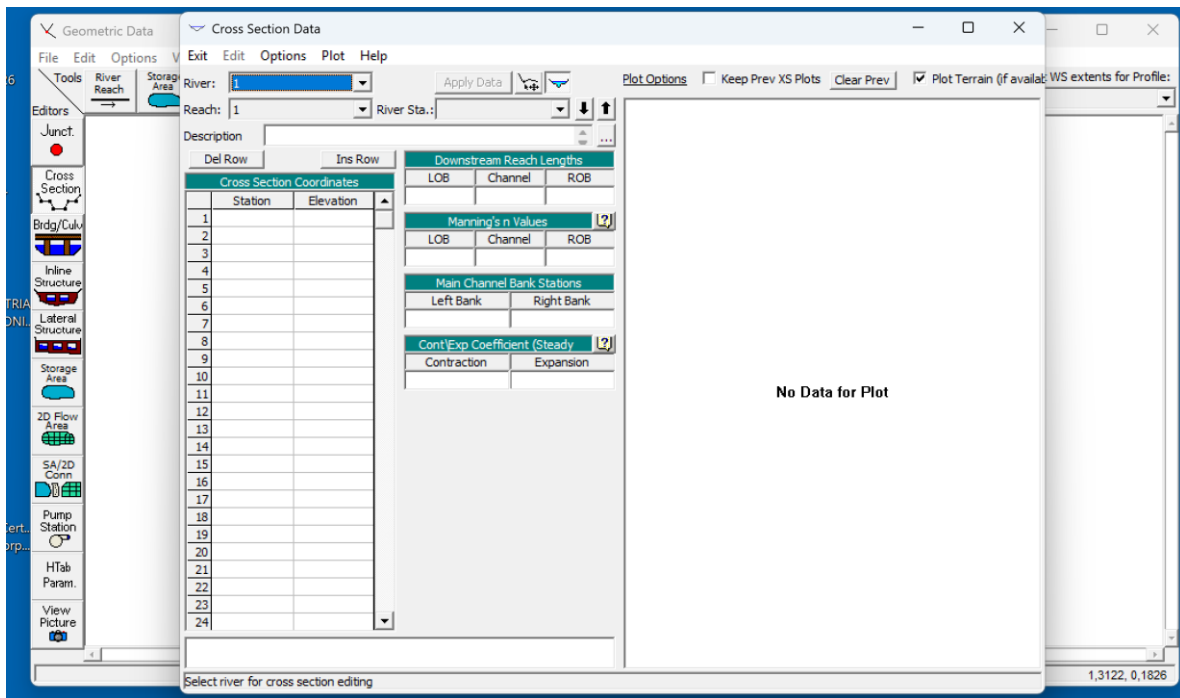 Geometric Data
File Edit Options V
Tools
River
Reach
Storag
Area
Editors
Junct.
Cross
Section
Brdg/Culv
Inline
Structure
Lateral
Structure
Storage
Area
2D Flow
Area
SA/2D
Conn
Pump
Station
HTab
Param.
View
Picture
Cross Section Data
Exit Edit Options Plot Help
River: 1
Apply Data
Plot Options Keep Prev XS Plots Clear Prev Plot Terrain (if availab
WS extents for Profile:
Reach: 1 River Sta.:
Description
...
Del Row Ins Row
Cross Section Coordinates
Station Elevation
1
2
3
4
5
6
7
8
9
10
11
12
13
14
15
16
17
18
19
20
21
22
23
24
Downstream Reach Lengths
LOB Channel ROB
Manning's n Values
LOB Channel ROB
Main Channel Bank Stations
Left Bank Right Bank
Cont\Exp Coefficient (Steady
Contraction Expansion
No Data for Plot
Select river for cross section editing
1,3122, 0,1826